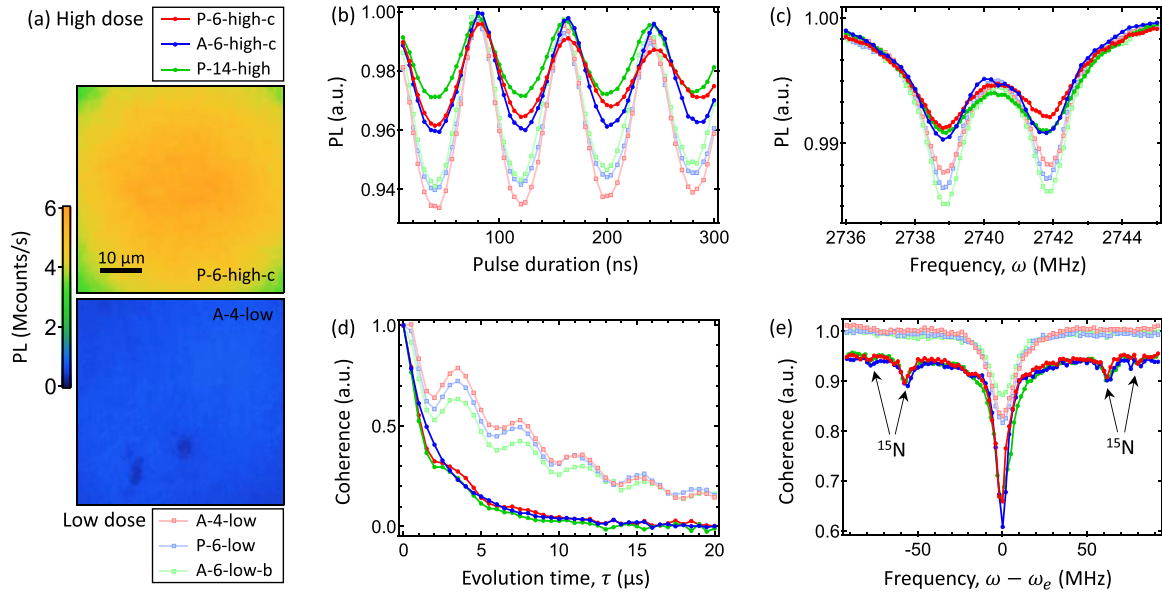 (a) High dose
P-6-high-c
A-6-high-c
P-14-high
PL (Mcounts/s)
6
4
2
0
10 µm
P-6-high-c
A-4-low
Low dose
A-4-low
P-6-low
A-6-low-b
(b)
PL (a.u.)
1.00
0.98
0.96
0.94
100
200
300
Pulse duration (ns)
(c)
PL (a.u.)
1.00
0.99
2736
2738
2740
2742
2744
Frequency, ω (MHz)
(d)
Coherence (a.u.)
1.0
0.5
0.0
0
5
10
15
20
Evolution time, τ (µs)
(e)
Coherence (a.u.)
1.0
0.9
0.8
0.7
0.6
¹⁵N
¹⁵N
-50
0
50
Frequency, ω − ωₑ (MHz)